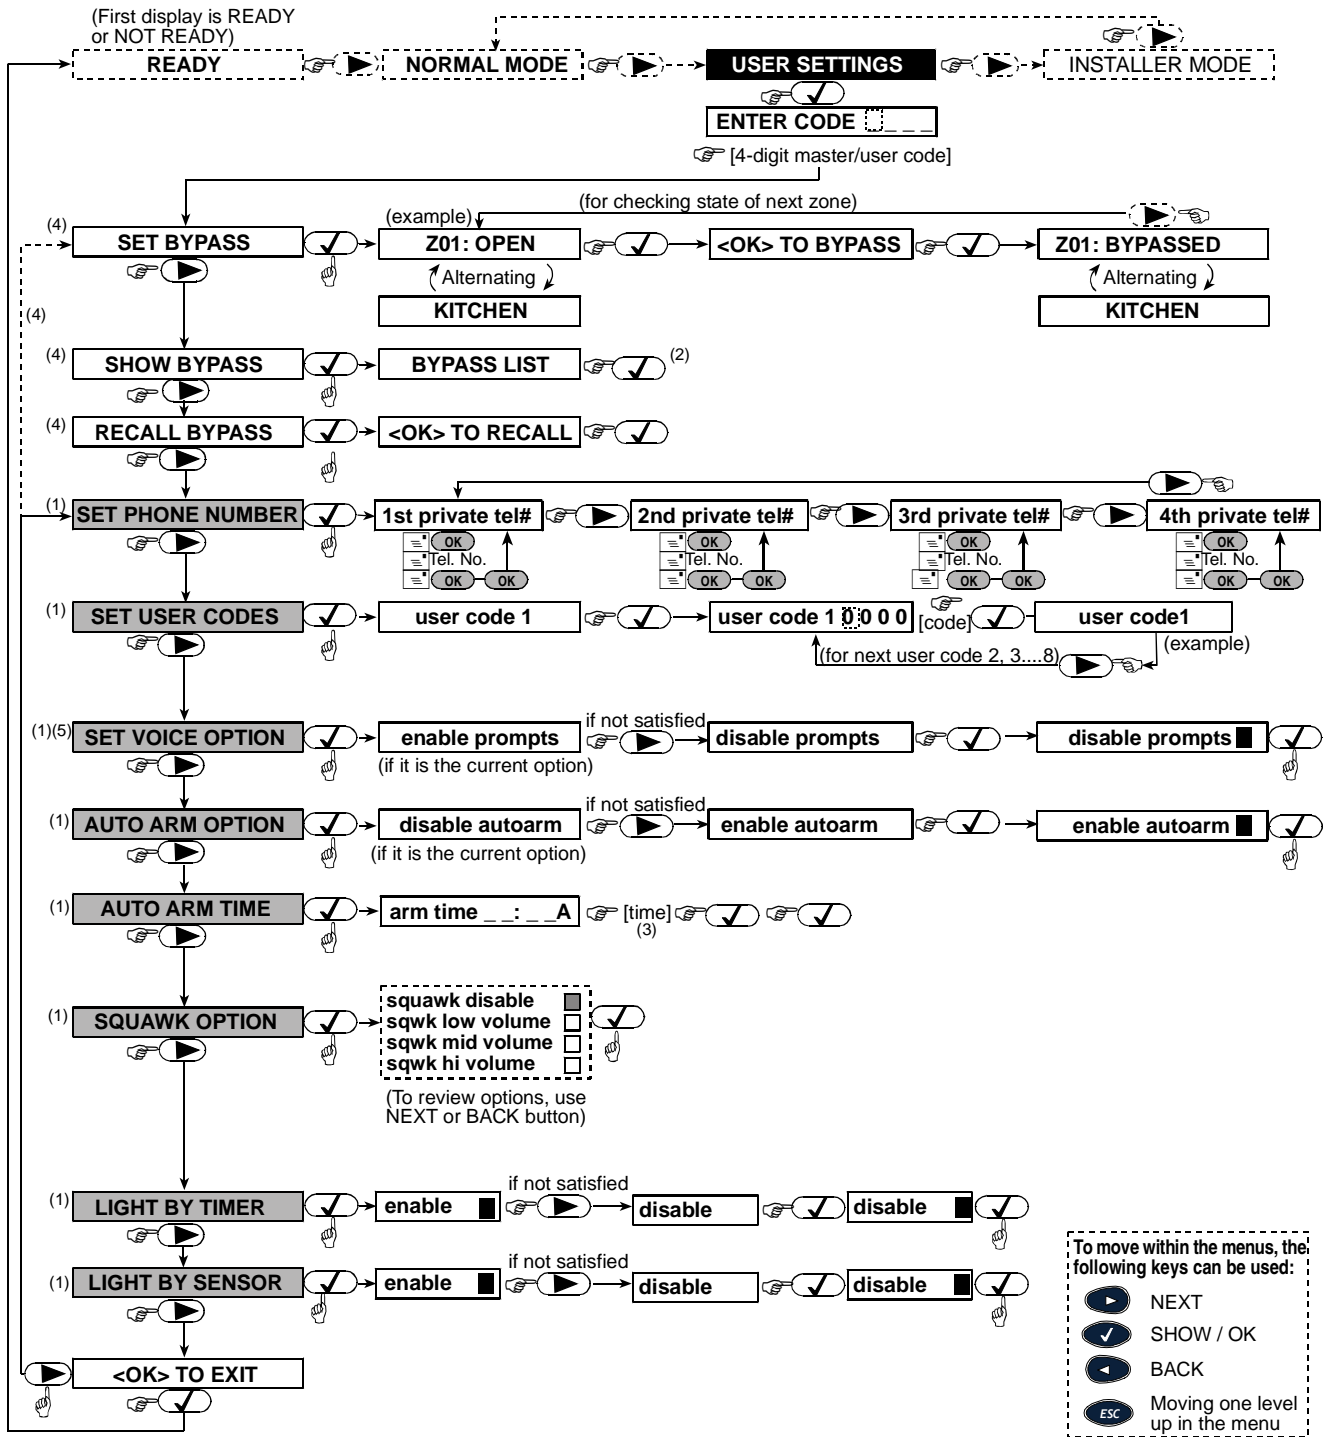 (First display is READY
or NOT READY)
READY
NORMAL MODE
USER SETTINGS
INSTALLER MODE
ENTER CODE _ _ _
[4-digit master/user code]
(for checking state of next zone)
(example)
(4)
SET BYPASS
Z01: OPEN
<OK> TO BYPASS
Z01: BYPASSED
Alternating
Alternating
KITCHEN
KITCHEN
(4)
(4)
SHOW BYPASS
BYPASS LIST
(2)
(4)
RECALL BYPASS
<OK> TO RECALL
(1)
SET PHONE NUMBER
1st private tel#
2nd private tel#
3rd private tel#
4th private tel#
OK
OK
OK
OK
Tel. No.
Tel. No.
Tel. No.
Tel. No.
OK OK
OK OK
OK OK
OK OK
(1)
SET USER CODES
user code 1
user code 1 0 0 0 0
[code]
user code1
(example)
(for next user code 2, 3....8)
(1)(5)
SET VOICE OPTION
enable prompts
if not satisfied
disable prompts
disable prompts
(if it is the current option)
(1)
AUTO ARM OPTION
disable autoarm
if not satisfied
enable autoarm
enable autoarm
(if it is the current option)
(1)
AUTO ARM TIME
arm time _ _: _ _A
[time]
(3)
(1)
SQUAWK OPTION
squawk disable
sqwk low volume
sqwk mid volume
sqwk hi volume
(To review options, use
NEXT or BACK button)
(1)
LIGHT BY TIMER
enable
if not satisfied
disable
disable
(1)
LIGHT BY SENSOR
enable
if not satisfied
disable
disable
<OK> TO EXIT
To move within the menus, the
following keys can be used:
NEXT
SHOW / OK
BACK
ESC
Moving one level
up in the menu